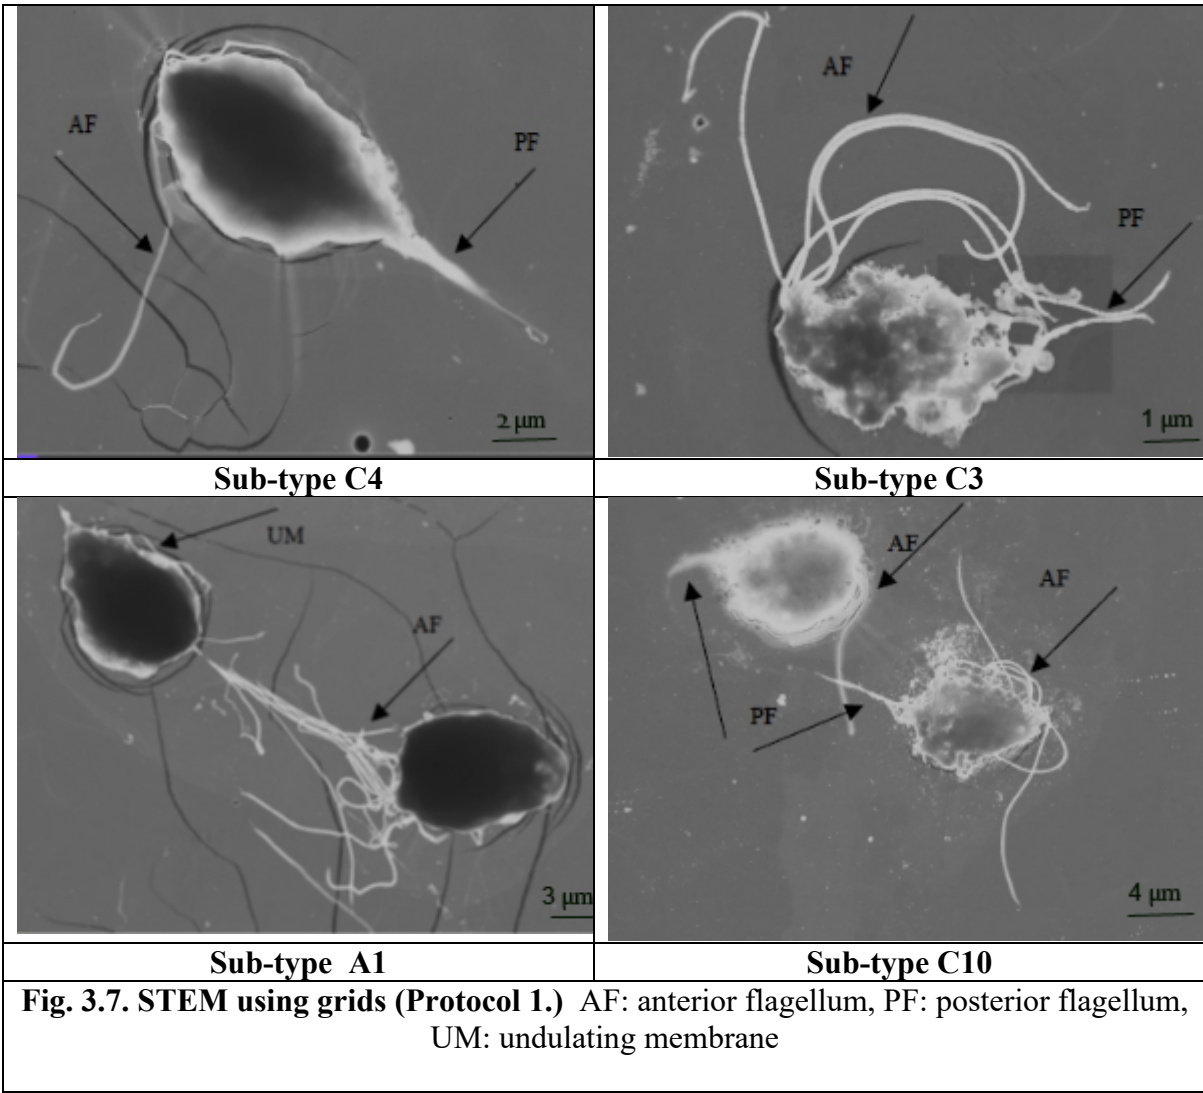 AF
PF
2 µm
AF
PF
1 µm
Sub-type C4
Sub-type C3
UM
AF
3 µm
AF
AF
PF
4 µm
Sub-type A1
Sub-type C10
Fig. 3.7. STEM using grids (Protocol 1.) AF: anterior flagellum, PF: posterior flagellum,
UM: undulating membrane